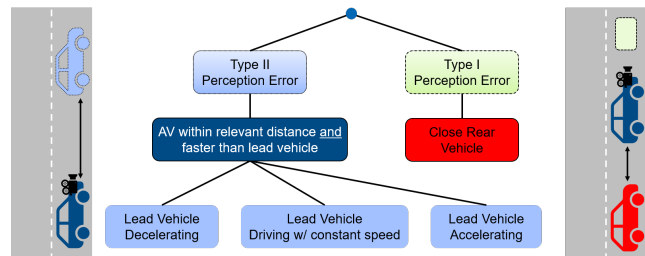 Type II
Perception Error
Type I
Perception Error
AV within relevant distance and
faster than lead vehicle
Close Rear
Vehicle
Lead Vehicle
Decelerating
Lead Vehicle
Driving w/ constant speed
Lead Vehicle
Accelerating